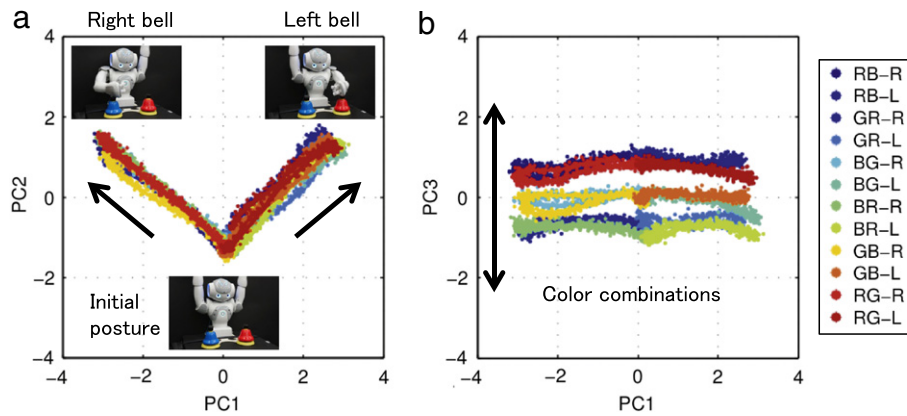 a
Right bell
Left bell
4
2
0
−2
−4
PC2
Initial
posture
−4
−2
0
2
4
PC1
b
4
2
0
−2
−4
PC3
Color combinations
−4
−2
0
2
4
PC1
RB−R
RB−L
GR−R
GR−L
BG−R
BG−L
BR−R
BR−L
GB−R
GB−L
RG−R
RG−L